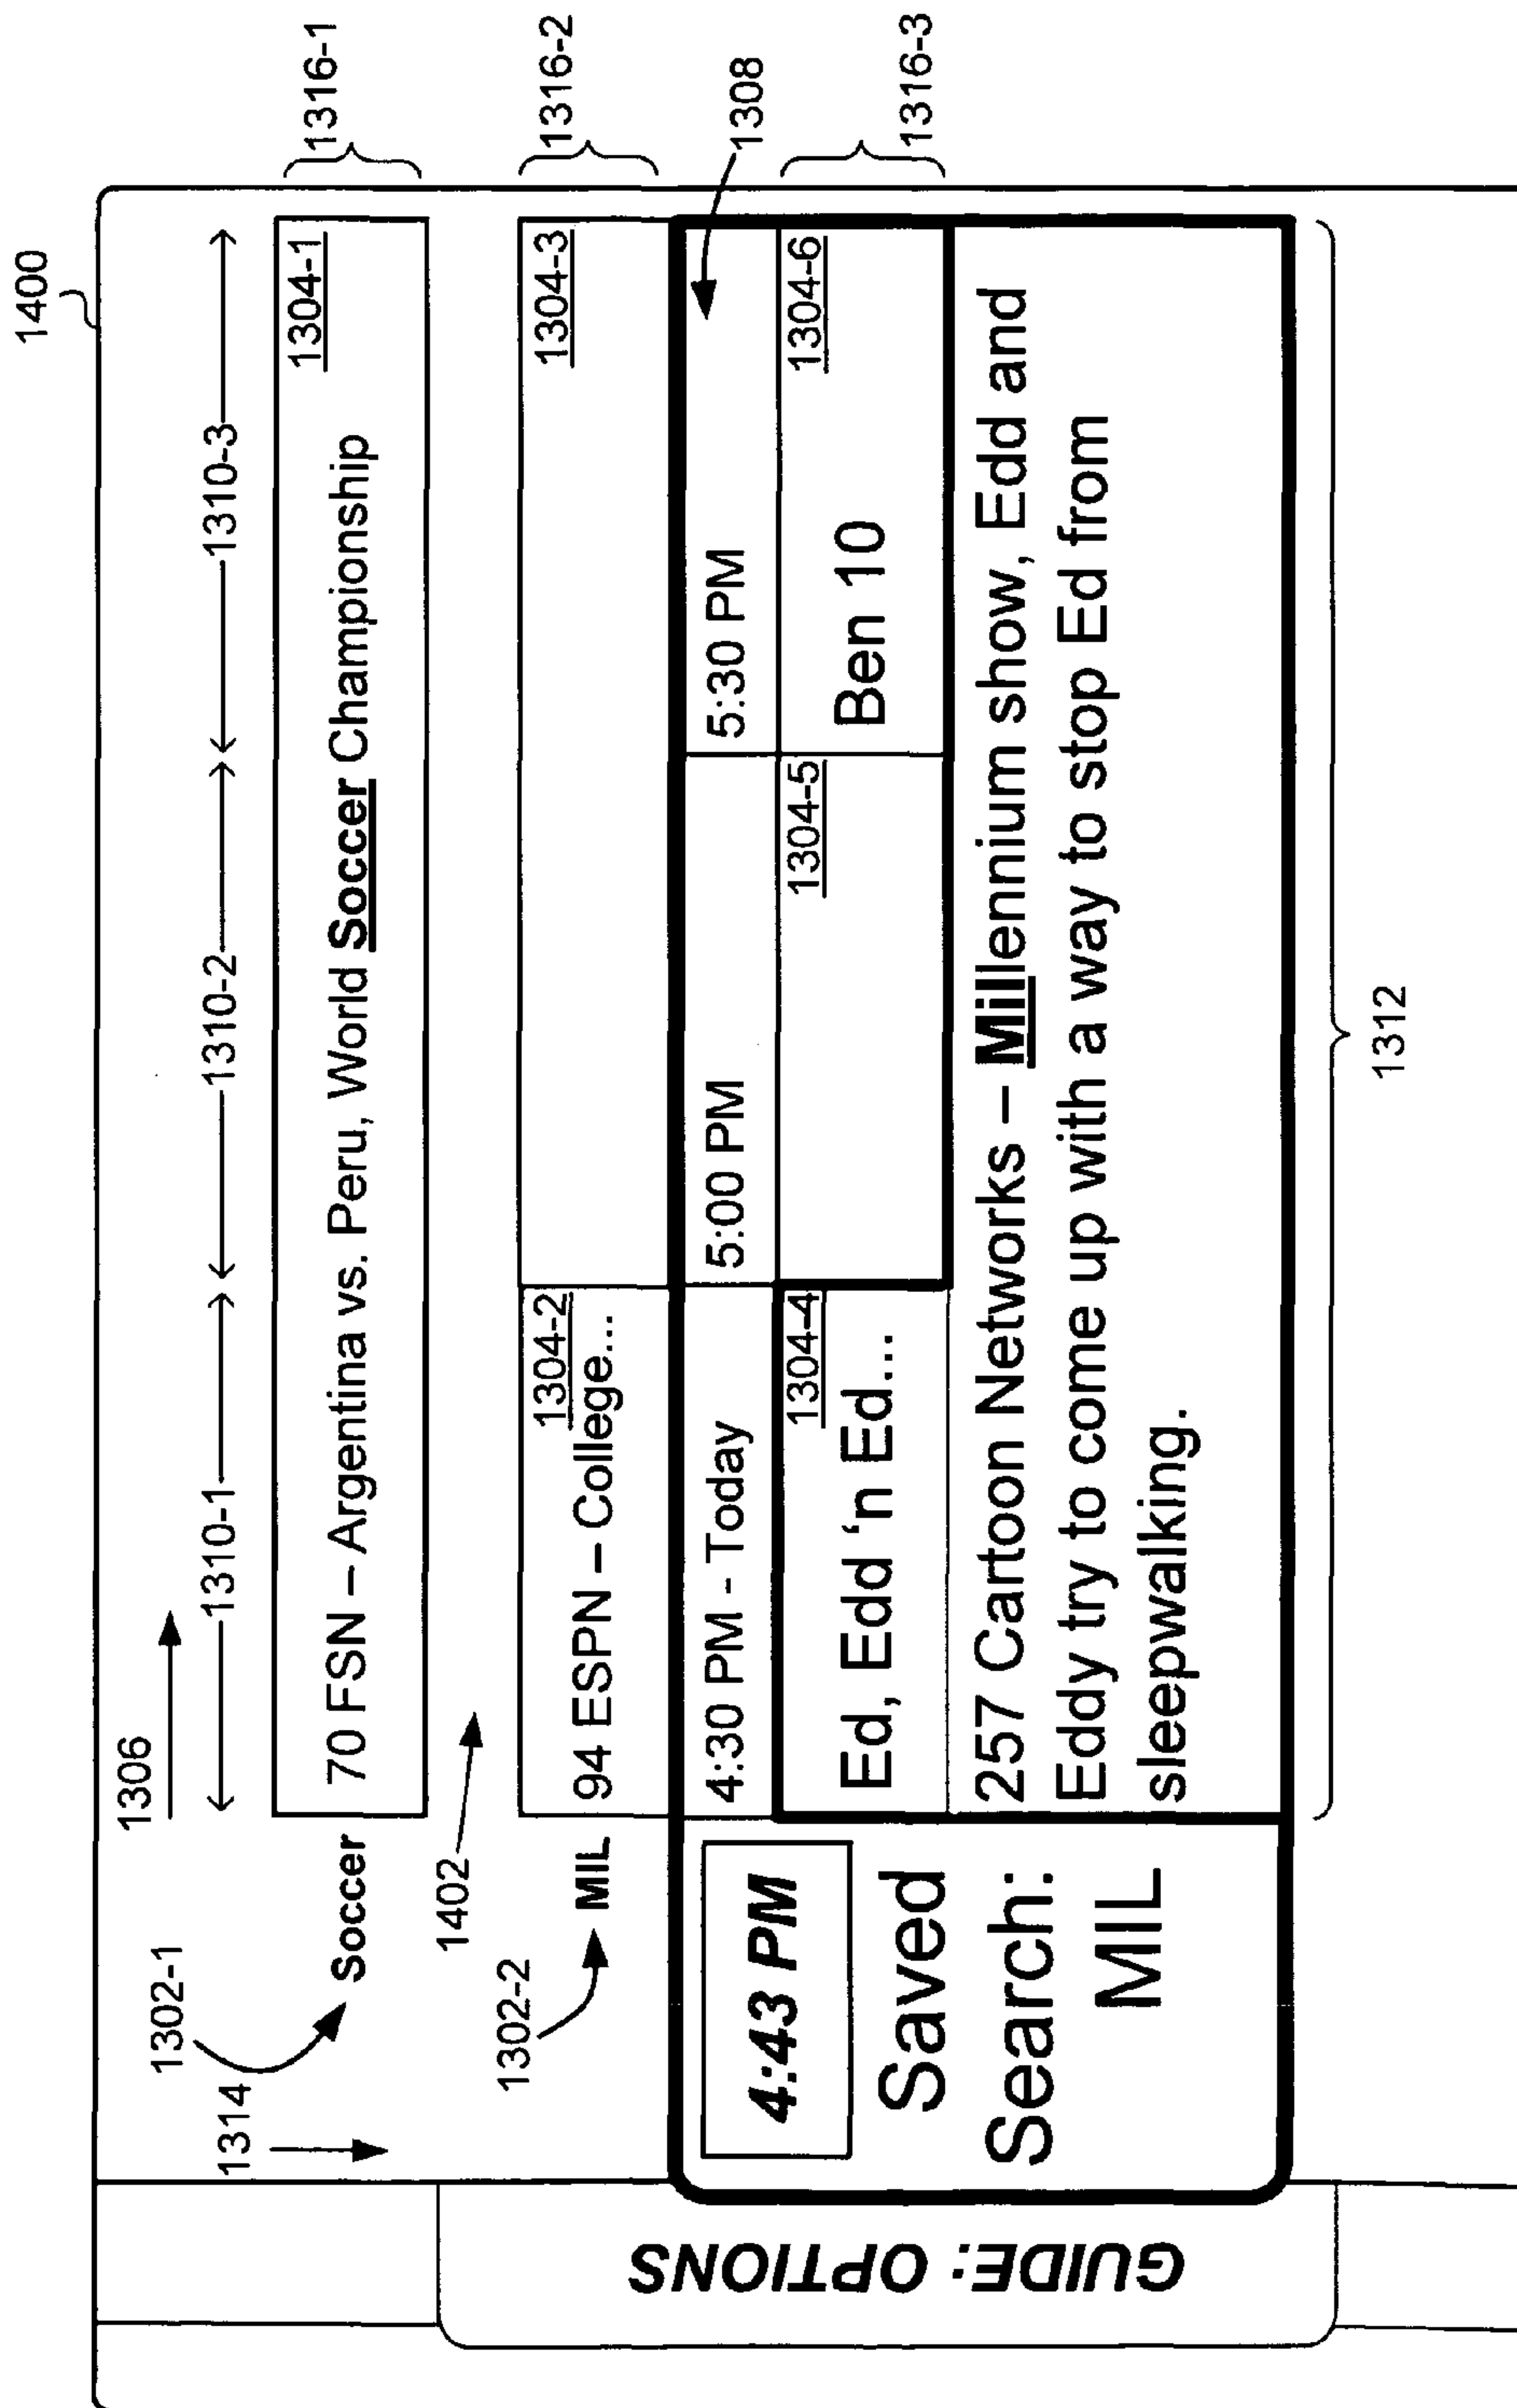 1400
1306
1310-1 1310-2 1310-3
1302-1
1314
Soccer
70 FSN – Argentina vs. Peru, World Soccer Championship
1304-1
1316-1
1402
1302-2
MIL
94 ESPN – College...
1304-2
1304-3
1316-2
4:43 PM
4:30 PM - Today
5:00 PM
5:30 PM
1308
Saved
Search:
MIL
Ed, Edd ‘n Ed...
1304-4
1304-5
Ben 10
1304-6
1316-3
257 Cartoon Networks – Millennium show, Edd and
Eddy try to come up with a way to stop Ed from
sleepwalking.
1312
GUIDE: OPTIONS